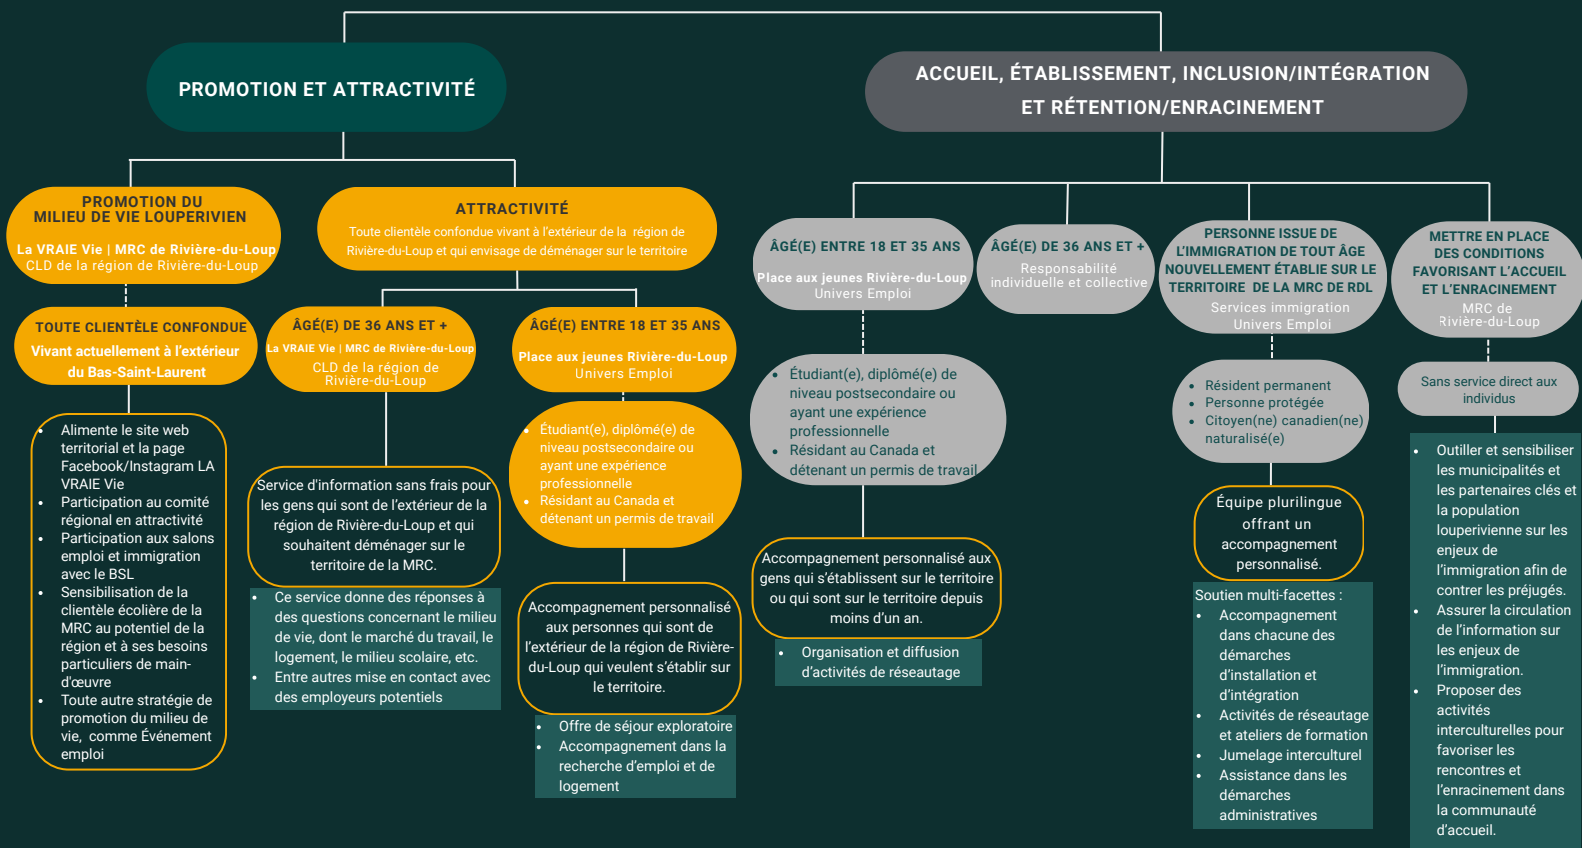 PROMOTION ET ATTRACTIVITÉ
ACCUEIL, ÉTABLISSEMENT, INCLUSION/INTÉGRATION
ET RÉTENTION/ENRACINEMENT
PROMOTION DU
MILIEU DE VIE LOUPERIVIEN
La VRAIE Vie | MRC de Rivière-du-Loup
CLD de la région de Rivière-du-Loup
TOUTE CLIENTÈLE CONFONDUE
Vivant actuellement à l'extérieur
du Bas-Saint-Laurent
• Alimente le site web
territorial et la page
Facebook/Instagram LA
VRAIE Vie
• Participation au comité
régional en attractivité
• Participation aux salons
emploi et immigration
avec le BSL
• Sensibilisation de la
clientèle écolière de la
MRC au potentiel de la
région et à ses besoins
particuliers de main-
d'œuvre
• Toute autre stratégie de
promotion du milieu de
vie, comme Événement
emploi
ATTRACTIVITÉ
Toute clientèle confondue vivant à l'extérieur de la région de
Rivière-du-Loup et qui envisage de déménager sur le territoire
ÂGÉ(E) DE 36 ANS ET +
La VRAIE Vie | MRC de Rivière-du-Loup
CLD de la région de
Rivière-du-Loup
Service d'information sans frais pour
les gens qui sont de l'extérieur de la
région de Rivière-du-Loup et qui
souhaitent déménager sur le
territoire de la MRC.
• Ce service donne des réponses à
des questions concernant le milieu
de vie, dont le marché du travail, le
logement, le milieu scolaire, etc.
• Entre autres mise en contact avec
des employeurs potentiels
ÂGÉ(E) ENTRE 18 ET 35 ANS
Place aux jeunes Rivière-du-Loup
Univers Emploi
• Étudiant(e), diplômé(e) de
niveau postsecondaire ou
ayant une expérience
professionnelle
• Résidant au Canada et
détenant un permis de travail
Accompagnement personnalisé
aux personnes qui sont de
l'extérieur de la région de Rivière-
du-Loup qui veulent s'établir sur
le territoire.
• Offre de séjour exploratoire
• Accompagnement dans la
recherche d'emploi et de
logement
ÂGÉ(E) ENTRE 18 ET 35 ANS
Place aux jeunes Rivière-du-Loup
Univers Emploi
• Étudiant(e), diplômé(e) de
niveau postsecondaire ou
ayant une expérience
professionnelle
• Résidant au Canada et
détenant un permis de travail
Accompagnement personnalisé aux
gens qui s'établissent sur le territoire
ou qui sont sur le territoire depuis
moins d'un an.
• Organisation et diffusion
d'activités de réseautage
ÂGÉ(E) DE 36 ANS ET +
Responsabilité
individuelle et collective
PERSONNE ISSUE DE
L'IMMIGRATION DE TOUT ÂGE
NOUVELLEMENT ÉTABLIE SUR LE
TERRITOIRE DE LA MRC DE RDL
Services immigration
Univers Emploi
• Résident permanent
• Personne protégée
• Citoyen(ne) canadien(ne)
naturalisé(e)
Équipe plurilingue
offrant un
accompagnement
personnalisé.
Soutien multi-facettes :
• Accompagnement
dans chacune des
démarches
d'installation et
d'intégration
• Activités de réseautage
et ateliers de formation
• Jumelage interculturel
• Assistance dans les
démarches
administratives
METTRE EN PLACE
DES CONDITIONS
FAVORISANT L'ACCUEIL
ET L'ENRACINEMENT
MRC de
Rivière-du-Loup
Sans service direct aux
individus
• Outiller et sensibiliser
les municipalités et
les partenaires clés et
la population
louperivienne sur les
enjeux de
l'immigration afin de
contrer les préjugés.
• Assurer la circulation
de l'information sur
les enjeux de
l'immigration.
• Proposer des
activités
interculturelles pour
favoriser les
rencontres et
l'enracinement dans
la communauté
d'accueil.